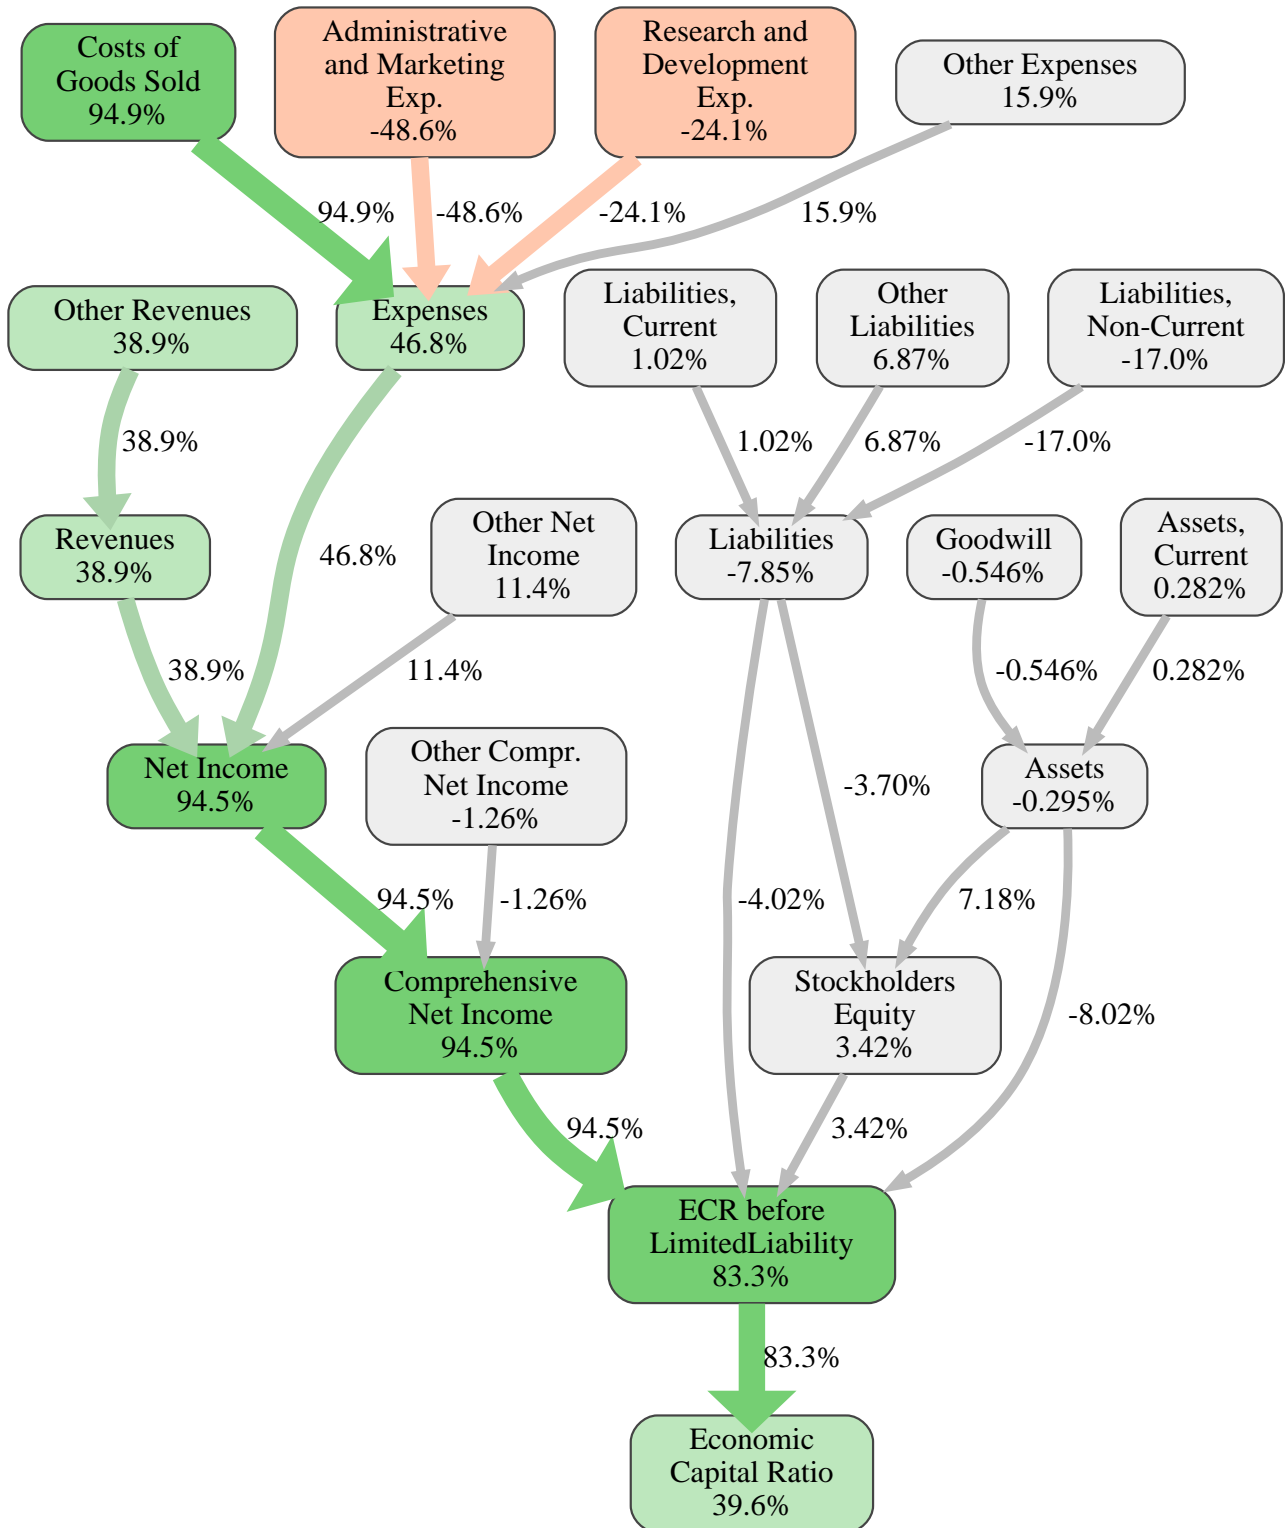 Costs of
Goods Sold
94.9%
Administrative
and Marketing
Exp.
-48.6%
Research and
Development
Exp.
-24.1%
Other Expenses
15.9%
94.9%
-48.6%
-24.1%
15.9%
Other Revenues
38.9%
Expenses
46.8%
Liabilities,
Current
1.02%
Other
Liabilities
6.87%
Liabilities,
Non-Current
-17.0%
38.9%
1.02%
6.87%
-17.0%
Revenues
38.9%
46.8%
Other Net
Income
11.4%
Liabilities
-7.85%
Goodwill
-0.546%
Assets,
Current
0.282%
38.9%
11.4%
-0.546%
0.282%
Net Income
94.5%
Other Compr.
Net Income
-1.26%
-3.70%
Assets
-0.295%
94.5%
-1.26%
-4.02%
7.18%
-8.02%
Comprehensive
Net Income
94.5%
Stockholders
Equity
3.42%
94.5%
3.42%
ECR before
LimitedLiability
83.3%
83.3%
Economic
Capital Ratio
39.6%